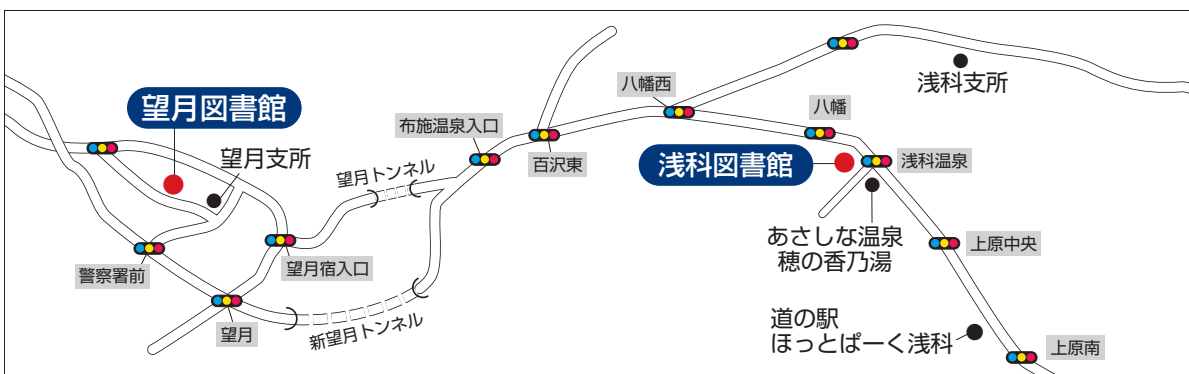 望月図書館
望月支所
望月トンネル
布施温泉入口
百沢東
八幡西
八幡
浅科支所
浅科図書館
浅科温泉
あさしな温泉
穂の香乃湯
上原中央
道の駅
ほっとぱーく浅科
上原南
警察署前
望月宿入口
望月
新望月トンネル